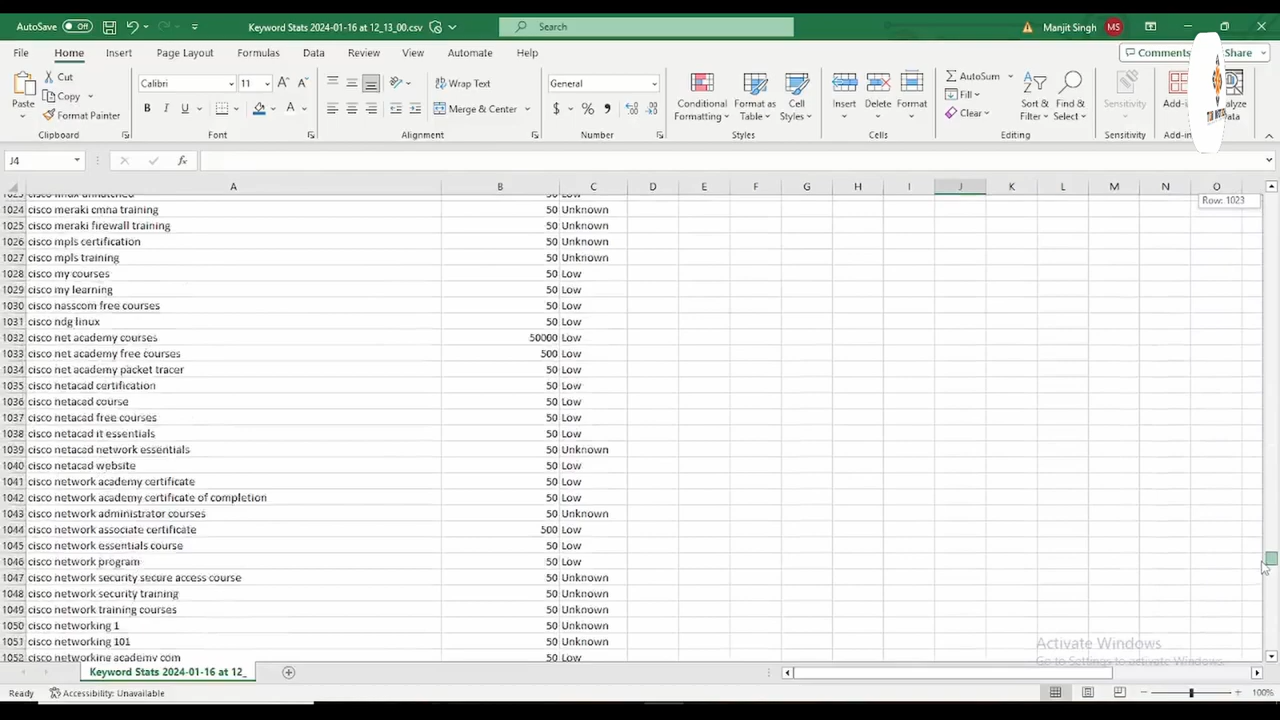 AutoSave Off Keyword Stats 2024-01-16 at 12_13_00.csv Search Manjit Singh MS
File Home Insert Page Layout Formulas Data Review View Automate Help Comments Share
Paste Cut Copy Format Painter Clipboard
Calibri 11 B I U A Font
Wrap Text Merge & Center Alignment
General $ % Number
Conditional Formatting Format as Table Cell Styles Styles
Insert Delete Format Cells
AutoSum Fill Clear Sort & Filter Find & Select Editing
Sensitivity Sensitivity
J4 fx
A B C D E F G H I J K L M N O
Row: 1023
1024 cisco meraki cmna training 50 Unknown
1025 cisco meraki firewall training 50 Unknown
1026 cisco mpls certification 50 Unknown
1027 cisco mpls training 50 Unknown
1028 cisco my courses 50 Low
1029 cisco my learning 50 Low
1030 cisco nasscom free courses 50 Low
1031 cisco ndg linux 50 Low
1032 cisco net academy courses 50000 Low
1033 cisco net academy free courses 500 Low
1034 cisco net academy packet tracer 50 Low
1035 cisco netacad certification 50 Low
1036 cisco netacad course 50 Low
1037 cisco netacad free courses 50 Low
1038 cisco netacad it essentials 50 Low
1039 cisco netacad network essentials 50 Unknown
1040 cisco netacad website 50 Low
1041 cisco network academy certificate 50 Low
1042 cisco network academy certificate of completion 50 Low
1043 cisco network administrator courses 50 Unknown
1044 cisco network associate certificate 500 Low
1045 cisco network essentials course 50 Low
1046 cisco network program 50 Low
1047 cisco network security secure access course 50 Unknown
1048 cisco network security training 50 Unknown
1049 cisco network training courses 50 Unknown
1050 cisco networking 1 50 Unknown
1051 cisco networking 101 50 Unknown
1052 cisco networking academy com 50 Low
Activate Windows
Go to Settings to activate Windows.
Keyword Stats 2024-01-16 at 12_
Ready Accessibility: Unavailable 100%